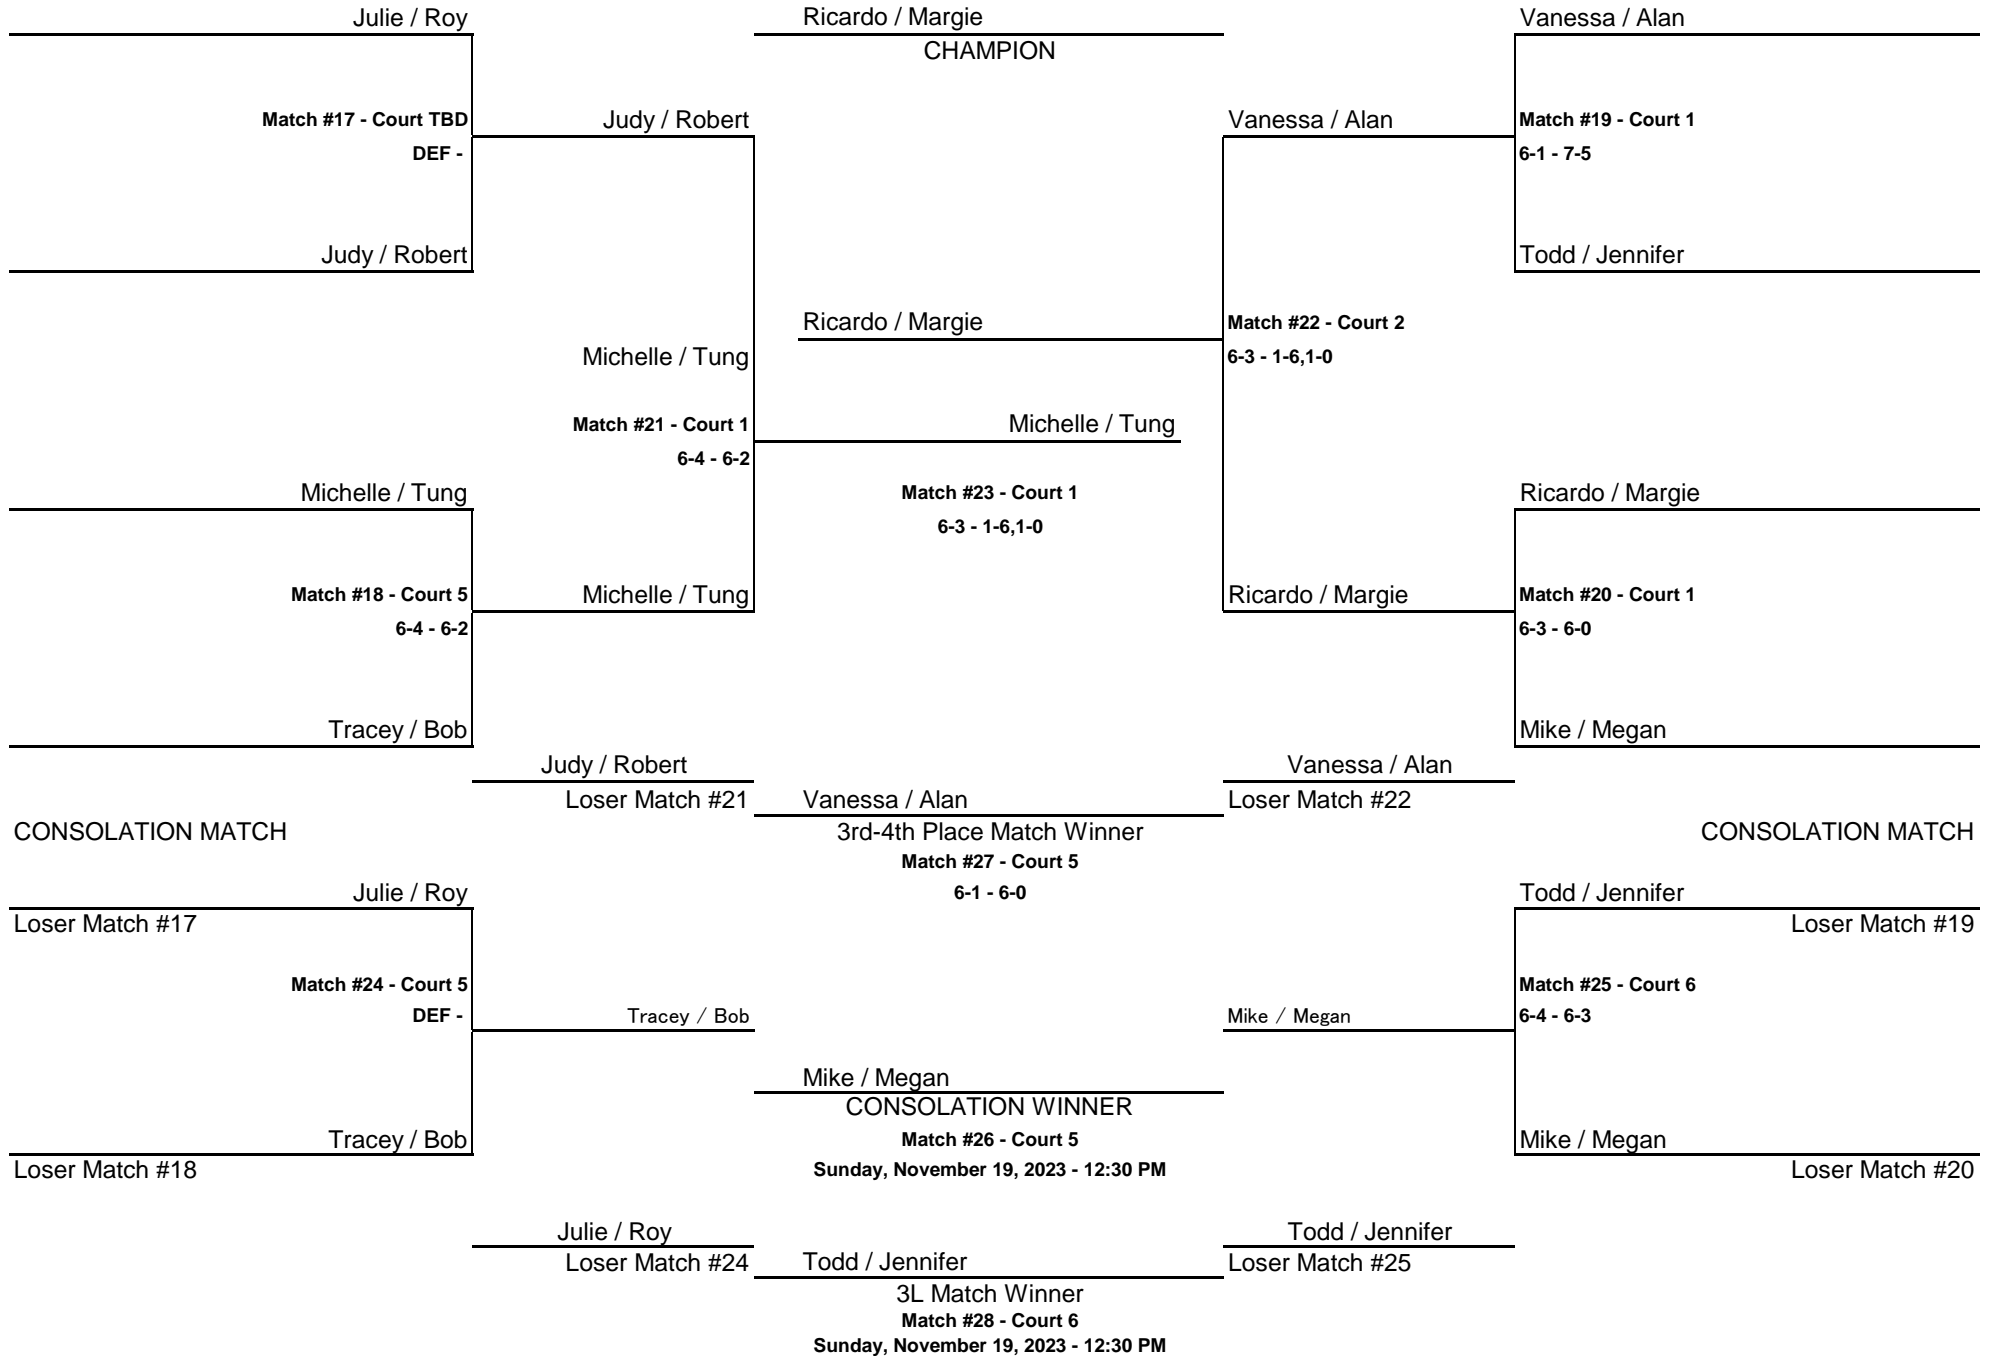 Julie / Roy
Ricardo / Margie
Vanessa / Alan
CHAMPION
Match #17 - Court TBD
Judy / Robert
Vanessa / Alan
Match #19 - Court 1
DEF -
6-1 - 7-5
Judy / Robert
Todd / Jennifer
Ricardo / Margie
Match #22 - Court 2
Michelle / Tung
6-3 - 1-6,1-0
Match #21 - Court 1
Michelle / Tung
6-4 - 6-2
Michelle / Tung
Match #23 - Court 1
Ricardo / Margie
6-3 - 1-6,1-0
Match #18 - Court 5
Michelle / Tung
Ricardo / Margie
Match #20 - Court 1
6-4 - 6-2
6-3 - 6-0
Tracey / Bob
Mike / Megan
Judy / Robert
Vanessa / Alan
Loser Match #21
Vanessa / Alan
Loser Match #22
CONSOLATION MATCH
3rd-4th Place Match Winner
CONSOLATION MATCH
Match #27 - Court 5
Julie / Roy
6-1 - 6-0
Todd / Jennifer
Loser Match #17
Loser Match #19
Match #24 - Court 5
Match #25 - Court 6
DEF -
Tracey / Bob
Mike / Megan
6-4 - 6-3
Mike / Megan
CONSOLATION WINNER
Tracey / Bob
Match #26 - Court 5
Mike / Megan
Loser Match #18
Sunday, November 19, 2023 - 12:30 PM
Loser Match #20
Julie / Roy
Todd / Jennifer
Loser Match #24
Todd / Jennifer
Loser Match #25
3L Match Winner
Match #28 - Court 6
Sunday, November 19, 2023 - 12:30 PM